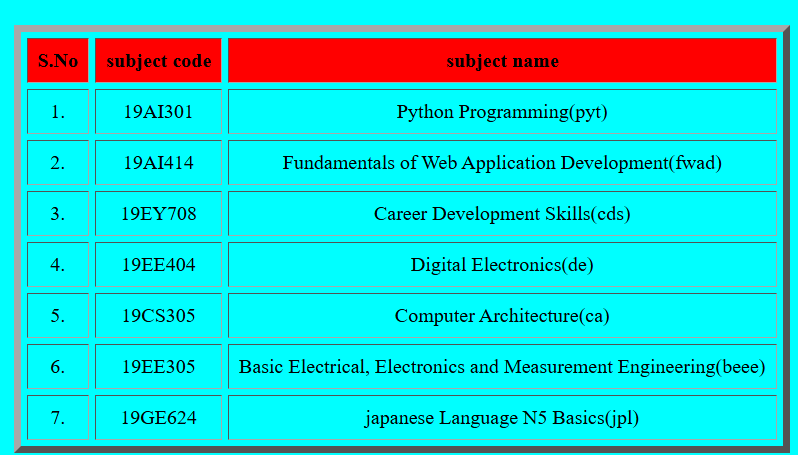 S.No subject code subject name
1. 19AI301 Python Programming(pyt)
2. 19AI414 Fundamentals of Web Application Development(fwad)
3. 19EY708 Career Development Skills(cds)
4. 19EE404 Digital Electronics(de)
5. 19CS305 Computer Architecture(ca)
6. 19EE305 Basic Electrical, Electronics and Measurement Engineering(beee)
7. 19GE624 japanese Language N5 Basics(jpl)